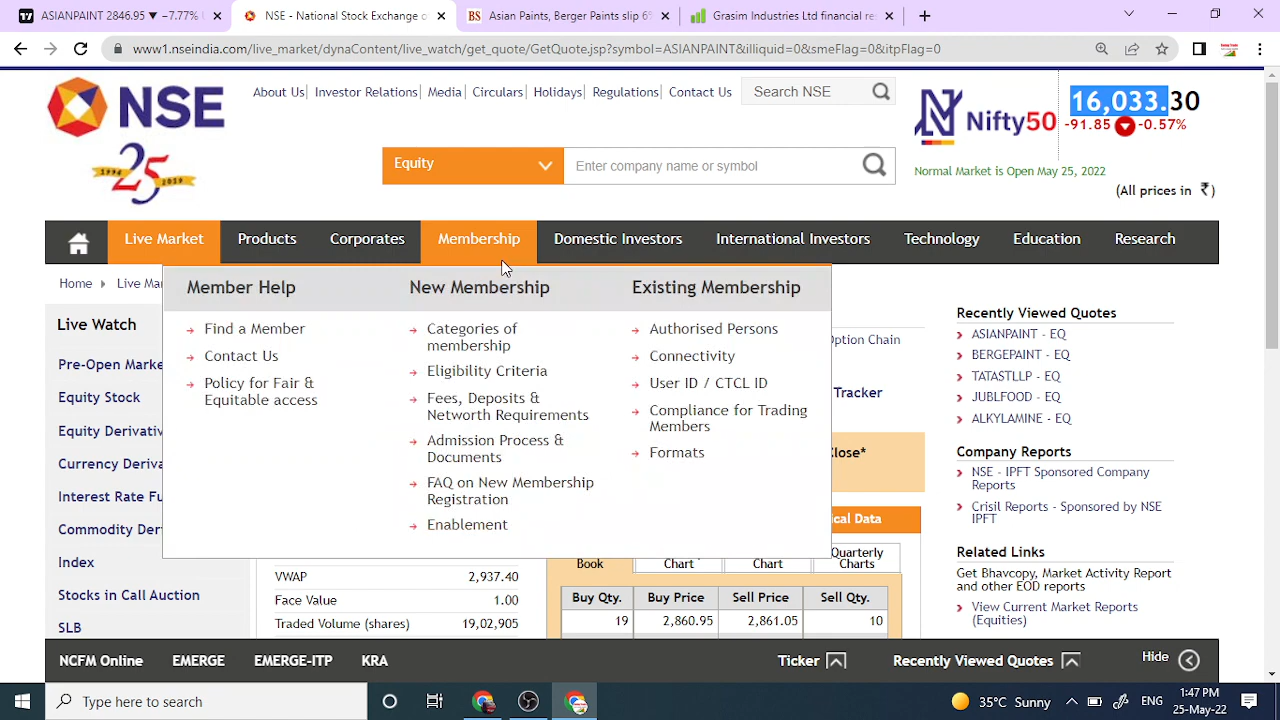 Asian Paints 2846.95 ▼ −7.77% U
NSE - National Stock Exchange o
BS Asian Paints, Berger Paints slip 6%
Grasim Industries Ltd financial re
www1.nseindia.com/live_market/dynaContent/live_watch/get_quote/GetQuote.jsp?symbol=ASIANPAINT&illiquid=0&smeFlag=0&itpFlag=0
NSE
1994 25 2019
About Us| Investor Relations| Media| Circulars| Holidays| Regulations| Contact Us
Search NSE
Nifty50
16,033.30
-91.85 -0.57%
Equity
Enter company name or symbol
Normal Market is Open May 25, 2022
(All prices in ₹)
Live Market Products Corporates Membership Domestic Investors International Investors Technology Education Research
Home Live Ma
Live Watch
Pre-Open Marke
Equity Stock
Equity Derivativ
Currency Deriva
Interest Rate Fu
Commodity Der
Index
Stocks in Call Auction
SLB
Member Help
Find a Member
Contact Us
Policy for Fair &
Equitable access
New Membership
Categories of
membership
Eligibility Criteria
Fees, Deposits &
Networth Requirements
Admission Process &
Documents
FAQ on New Membership
Registration
Enablement
Existing Membership
Authorised Persons
Connectivity
User ID / CTCL ID
Compliance for Trading
Members
Formats
Option Chain
Tracker
Close*
ical Data
Book
Chart
Chart
Quarterly
Charts
VWAP 2,937.40
Face Value 1.00
Traded Volume (shares) 19,02,905
Buy Qty. Buy Price Sell Price Sell Qty.
19 2,860.95 2,861.05 10
Recently Viewed Quotes
ASIANPAINT - EQ
BERGEPAINT - EQ
TATASTLLP - EQ
JUBLFOOD - EQ
ALKYLAMINE - EQ
Company Reports
NSE - IPFT Sponsored Company
Reports
Crisil Reports - Sponsored by NSE
IPFT
Related Links
Get Bhavcopy, Market Activity Report
and other EOD reports
View Current Market Reports
(Equities)
NCFM Online EMERGE EMERGE-ITP KRA Ticker Recently Viewed Quotes Hide
Type here to search
35°C Sunny
ENG
1:47 PM
25-May-22